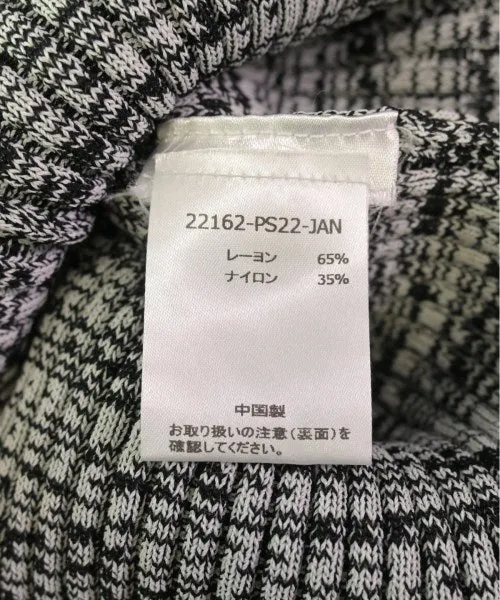 22162-PS22-JAN
レーヨン 65%
ナイロン 35%
中国製
お取り扱いの注意(裏面)を
確認してください。